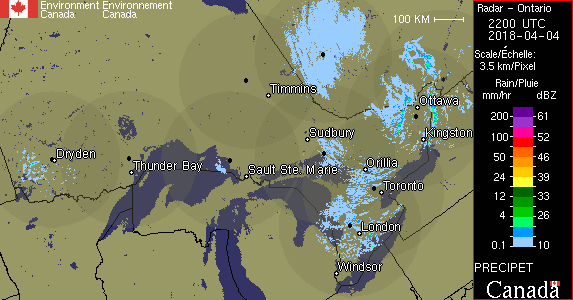 Environment Environnement
Canada Canada
100 KM
Timmins
Ottawa
Sudbury
Kingston
Dryden
Thunder Bay
Sault Ste. Marie
Orillia
Toronto
London
Windsor
Radar - Ontario
2200 UTC
2018-04-04
Scale/Échelle:
3.5 km/Pixel
Rain/Pluie
mm/hr dBZ
200 61
100 52
50 46
24 39
12 33
4 26
1 18
0.1 10
PRECIPET
Canada